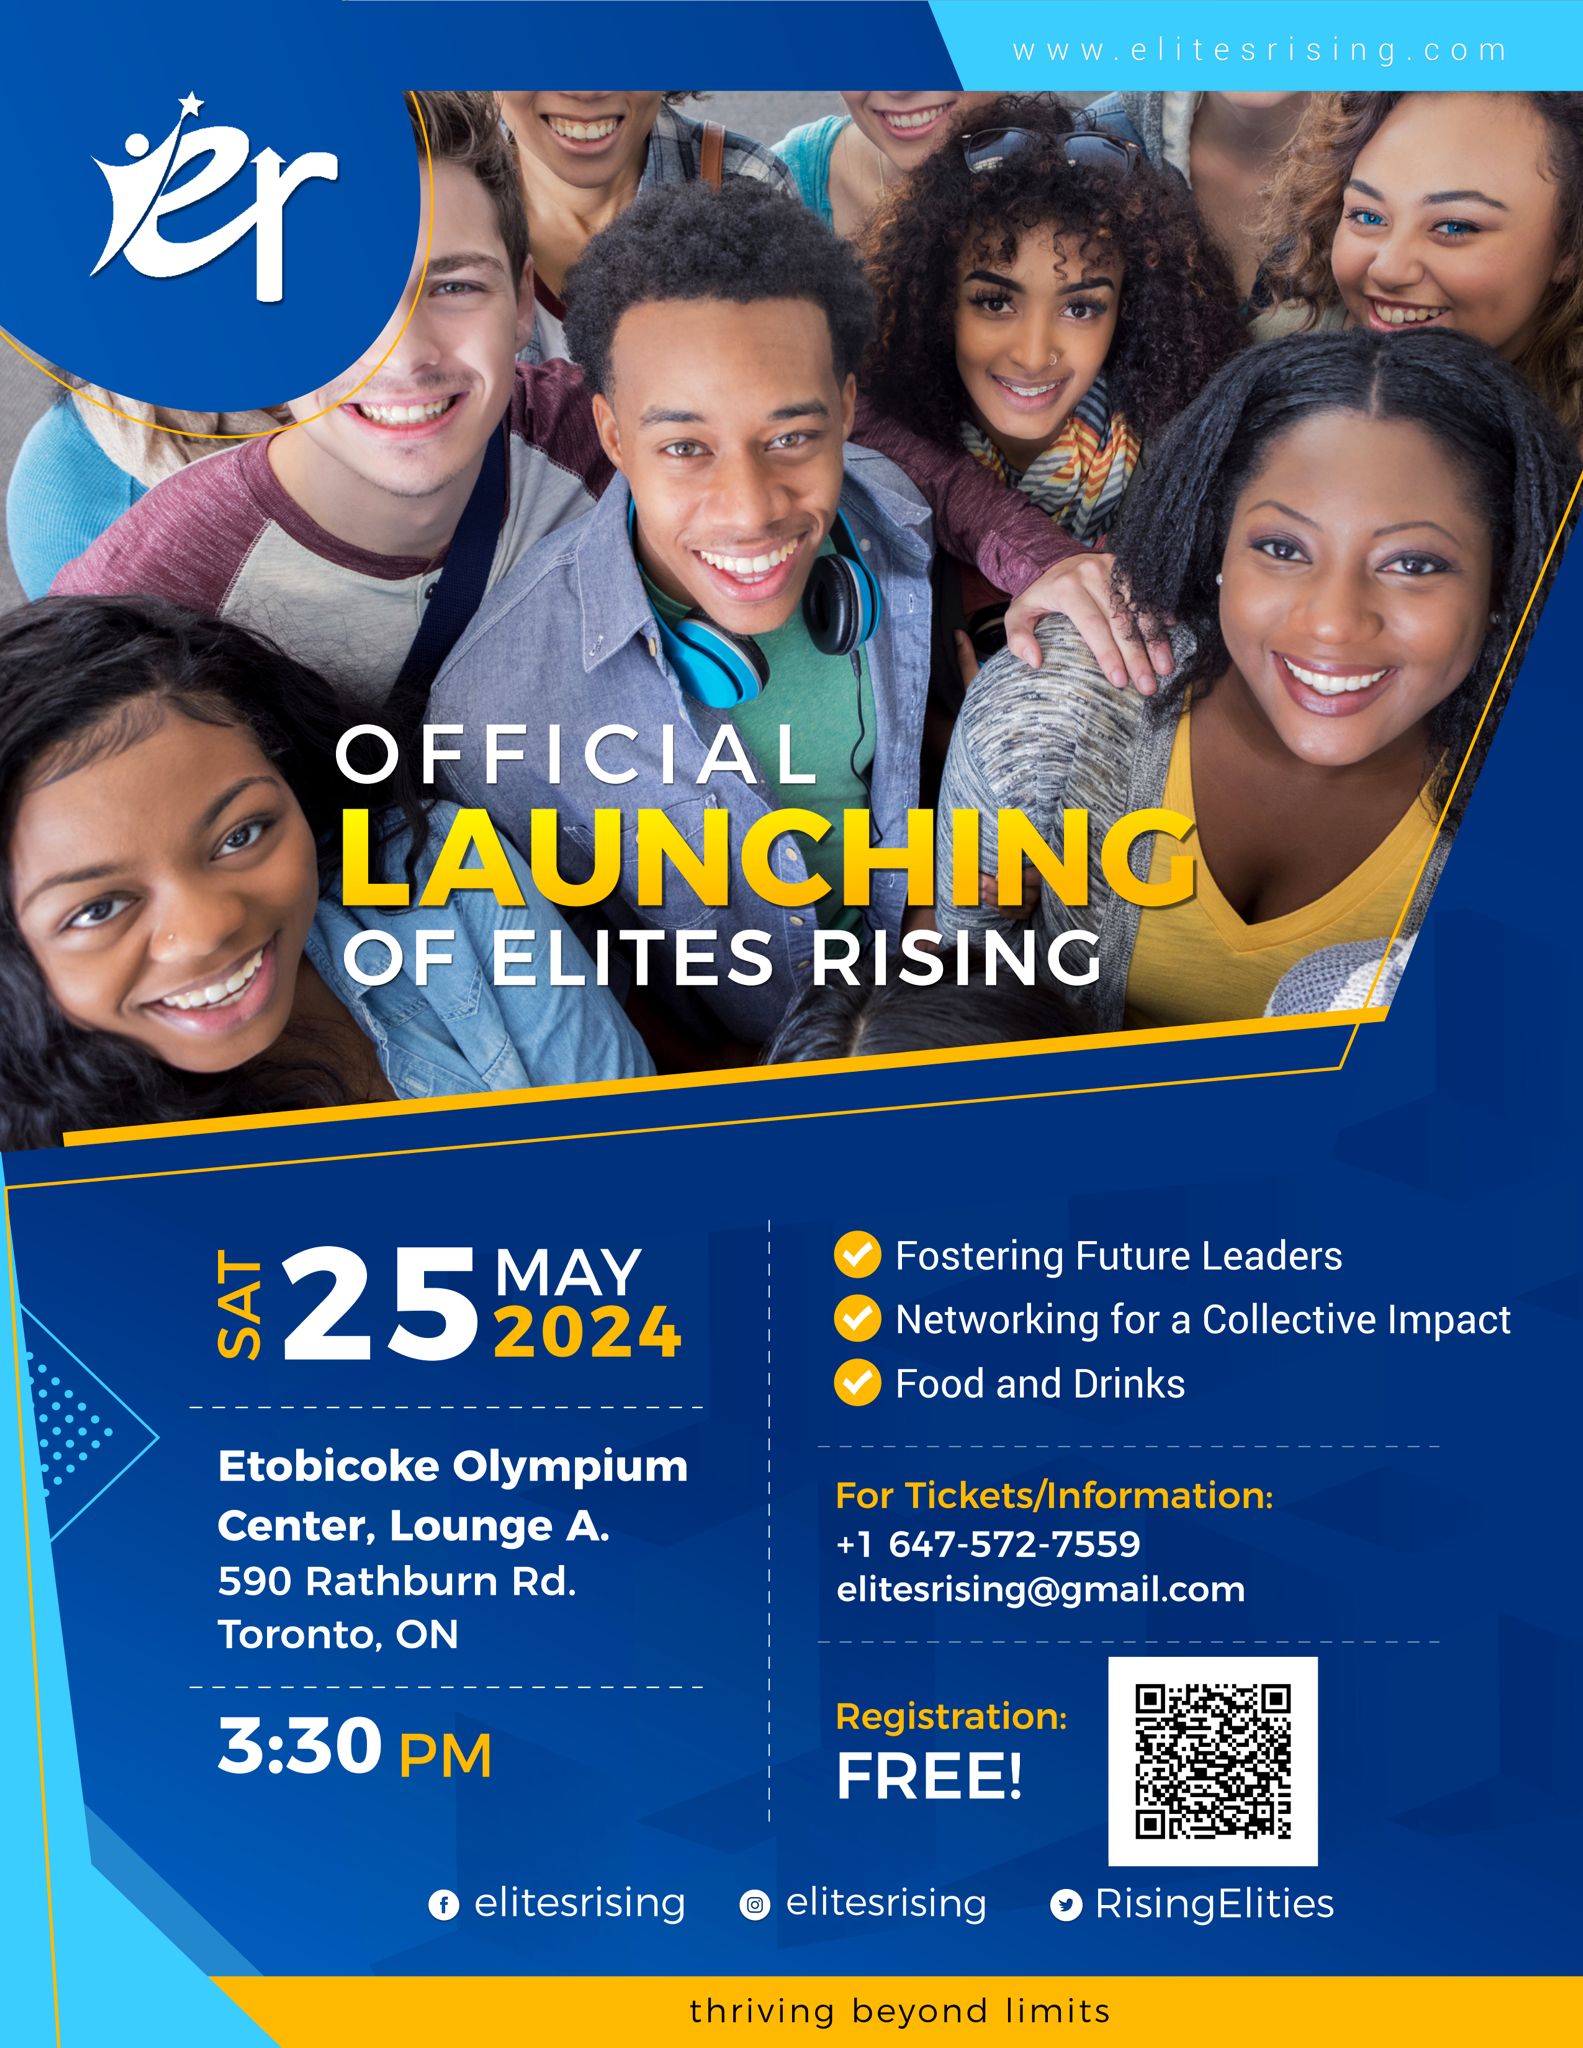 www.elitesrising.com
er
OFFICIAL
LAUNCHING
OF ELITES RISING
SAT 25 MAY
2024
Etobicoke Olympium
Center, Lounge A.
590 Rathburn Rd.
Toronto, ON
3:30 PM
Fostering Future Leaders
Networking for a Collective Impact
Food and Drinks
For Tickets/Information:
+1 647-572-7559
elitesrising@gmail.com
Registration:
FREE!
elitesrising
elitesrising
RisingElities
thriving beyond limits